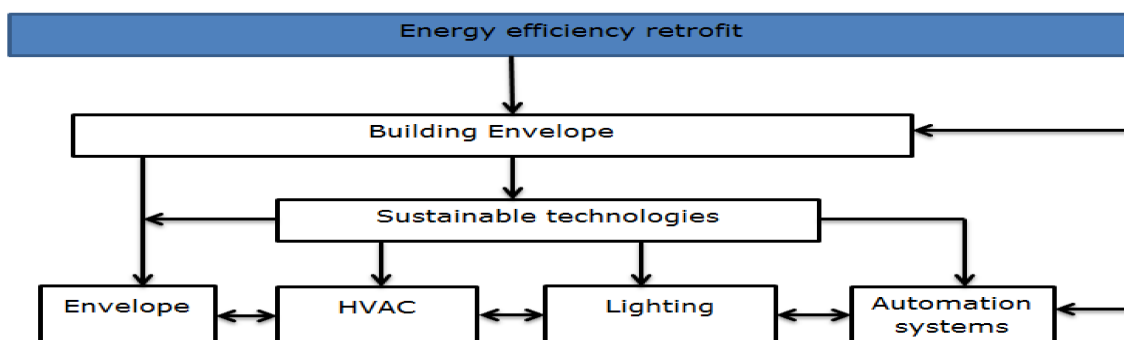 Energy efficiency retrofit
Building Envelope
Sustainable technologies
Envelope
HVAC
Lighting
Automation
systems